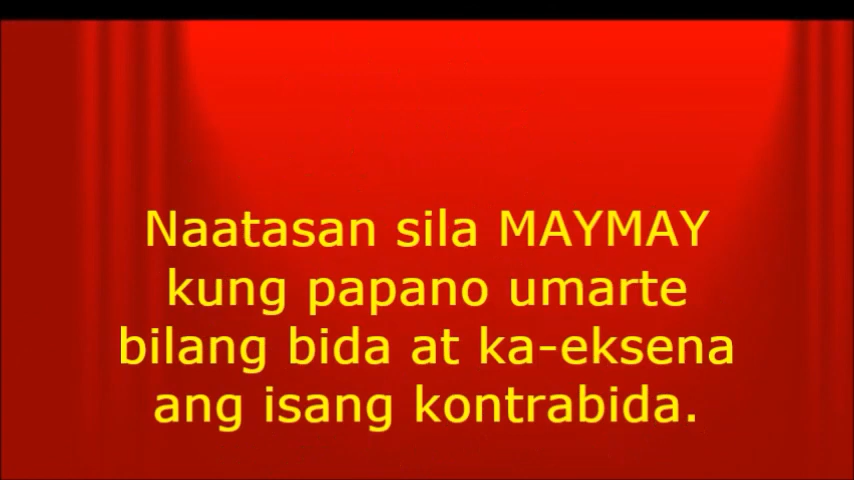 Naatasan sila MAYMAY
kung papano umarte
bilang bida at ka-eksena
ang isang kontrabida.